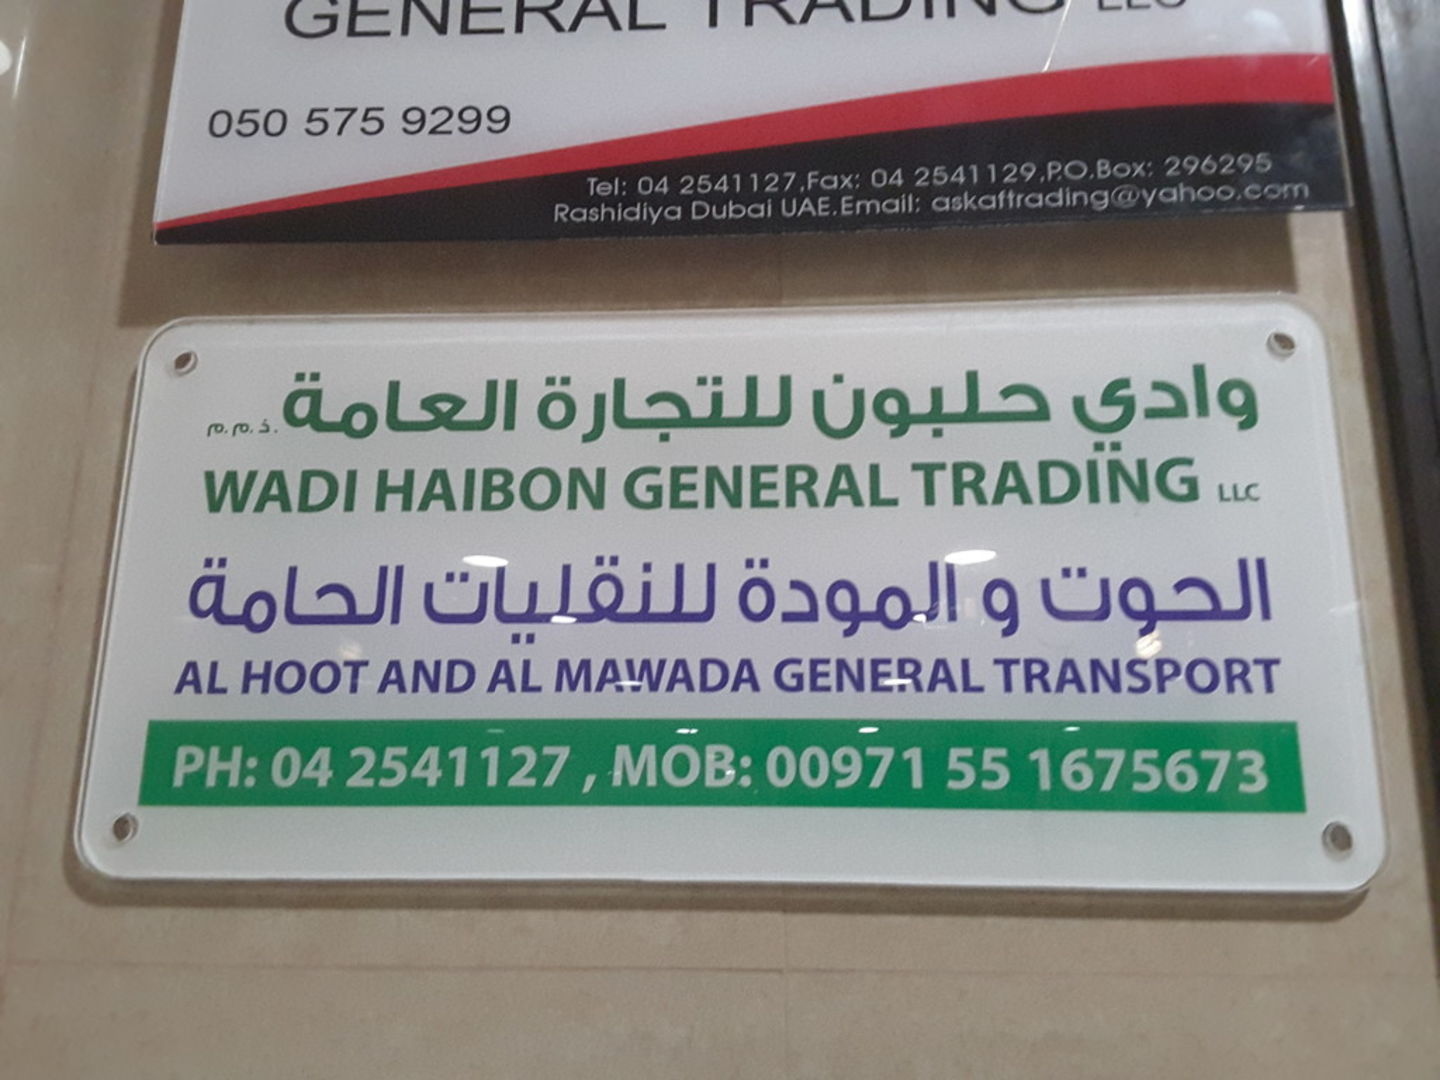 GENERAL TRADING LLC
050 575 9299
Tel: 04 2541127,Fax: 04 2541129,P.O.Box: 296295
Rashidiya Dubai UAE.Email: askaftrading@yahoo.com
وادي حلبون للتجارة العامة ذ.م.م.
WADI HAIBON GENERAL TRADING LLC
الحوت و المودة للنقليات الحامة
AL HOOT AND AL MAWADA GENERAL TRANSPORT
PH: 04 2541127 , MOB: 00971 55 1675673